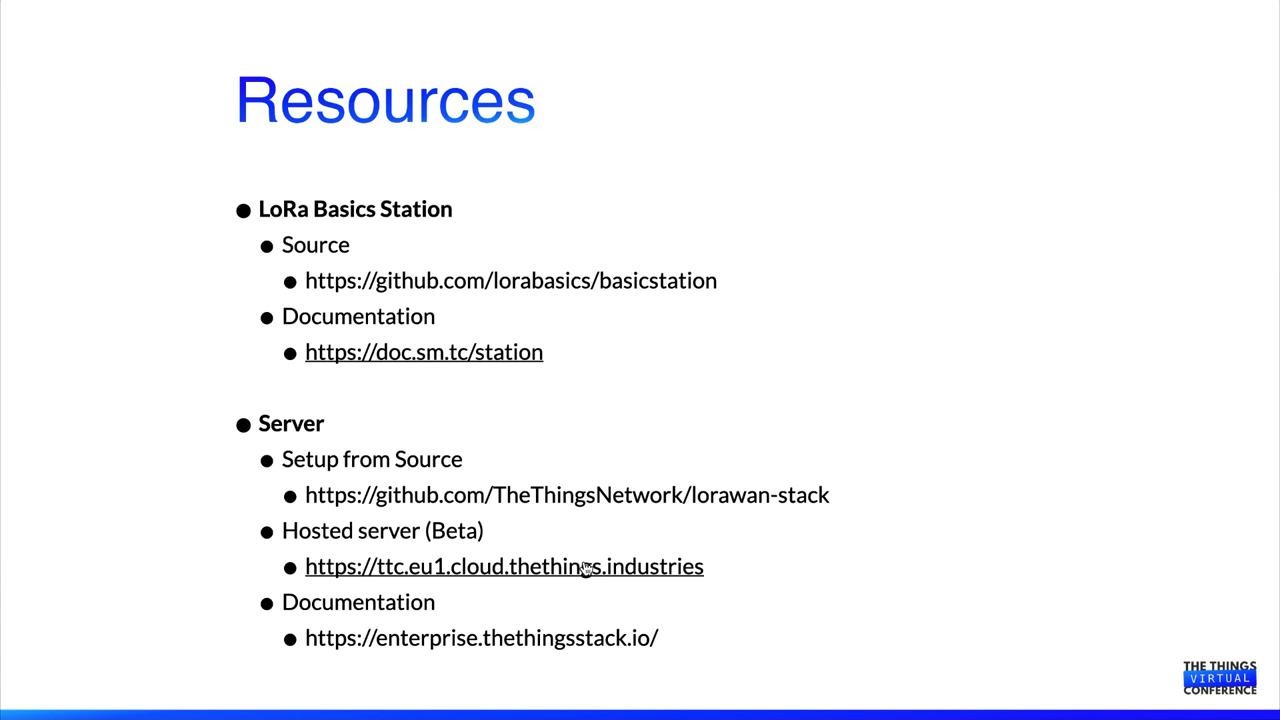 Resources
● LoRa Basics Station
● Source
● https://github.com/lorabasics/basicstation
● Documentation
● https://doc.sm.tc/station
● Server
● Setup from Source
● https://github.com/TheThingsNetwork/lorawan-stack
● Hosted server (Beta)
● https://ttc.eu1.cloud.thethings.industries
● Documentation
● https://enterprise.thethingsstack.io/
THE THINGS
VIRTUAL
CONFERENCE